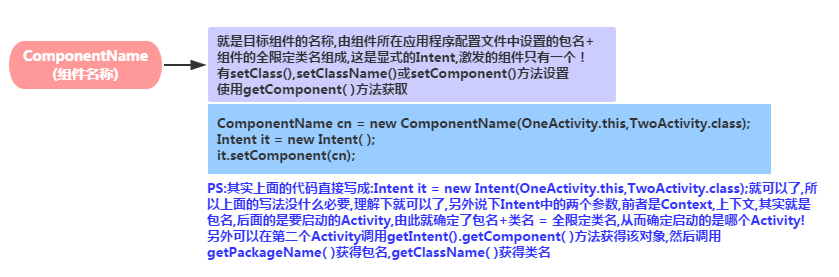 ComponentName
(组件名称)
就是目标组件的名称,由组件所在应用程序配置文件中设置的包名+
组件的全限定类名组成,这是显式的Intent,激发的组件只有一个！
有setClass(),setClassName()或setComponent()方法设置
使用getComponent( )方法获取
ComponentName cn = new ComponentName(OneActivity.this,TwoActivity.class);
Intent it = new Intent( );
it.setComponent(cn);
PS:其实上面的代码直接写成:Intent it = new Intent(OneActivity.this,TwoActivity.class);就可以了,所
以上面的写法没什么必要,理解下就可以了,另外说下Intent中的两个参数,前者是Context,上下文,其实就是
包名,后面的是要启动的Activity,由此就确定了包名+类名 = 全限定类名,从而确定启动的是哪个Activity!
另外可以在第二个Activity调用getIntent().getComponent( )方法获得该对象,然后调用
getPackageName( )获得包名,getClassName( )获得类名